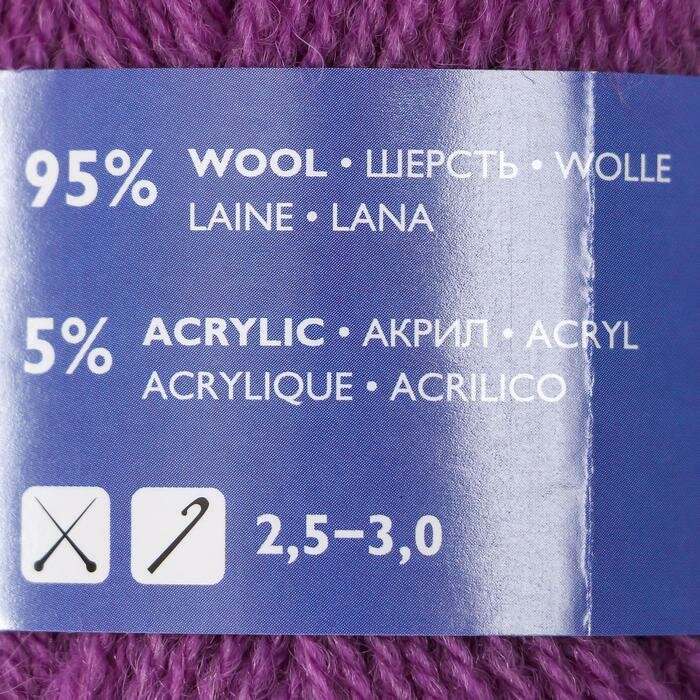 95% WOOL • ШЕРСТЬ • WOLLE
LAINE • LANA
5% ACRYLIC • АКРИЛ • ACRYL
ACRYLIQUE • ACRILICO
2,5–3,0